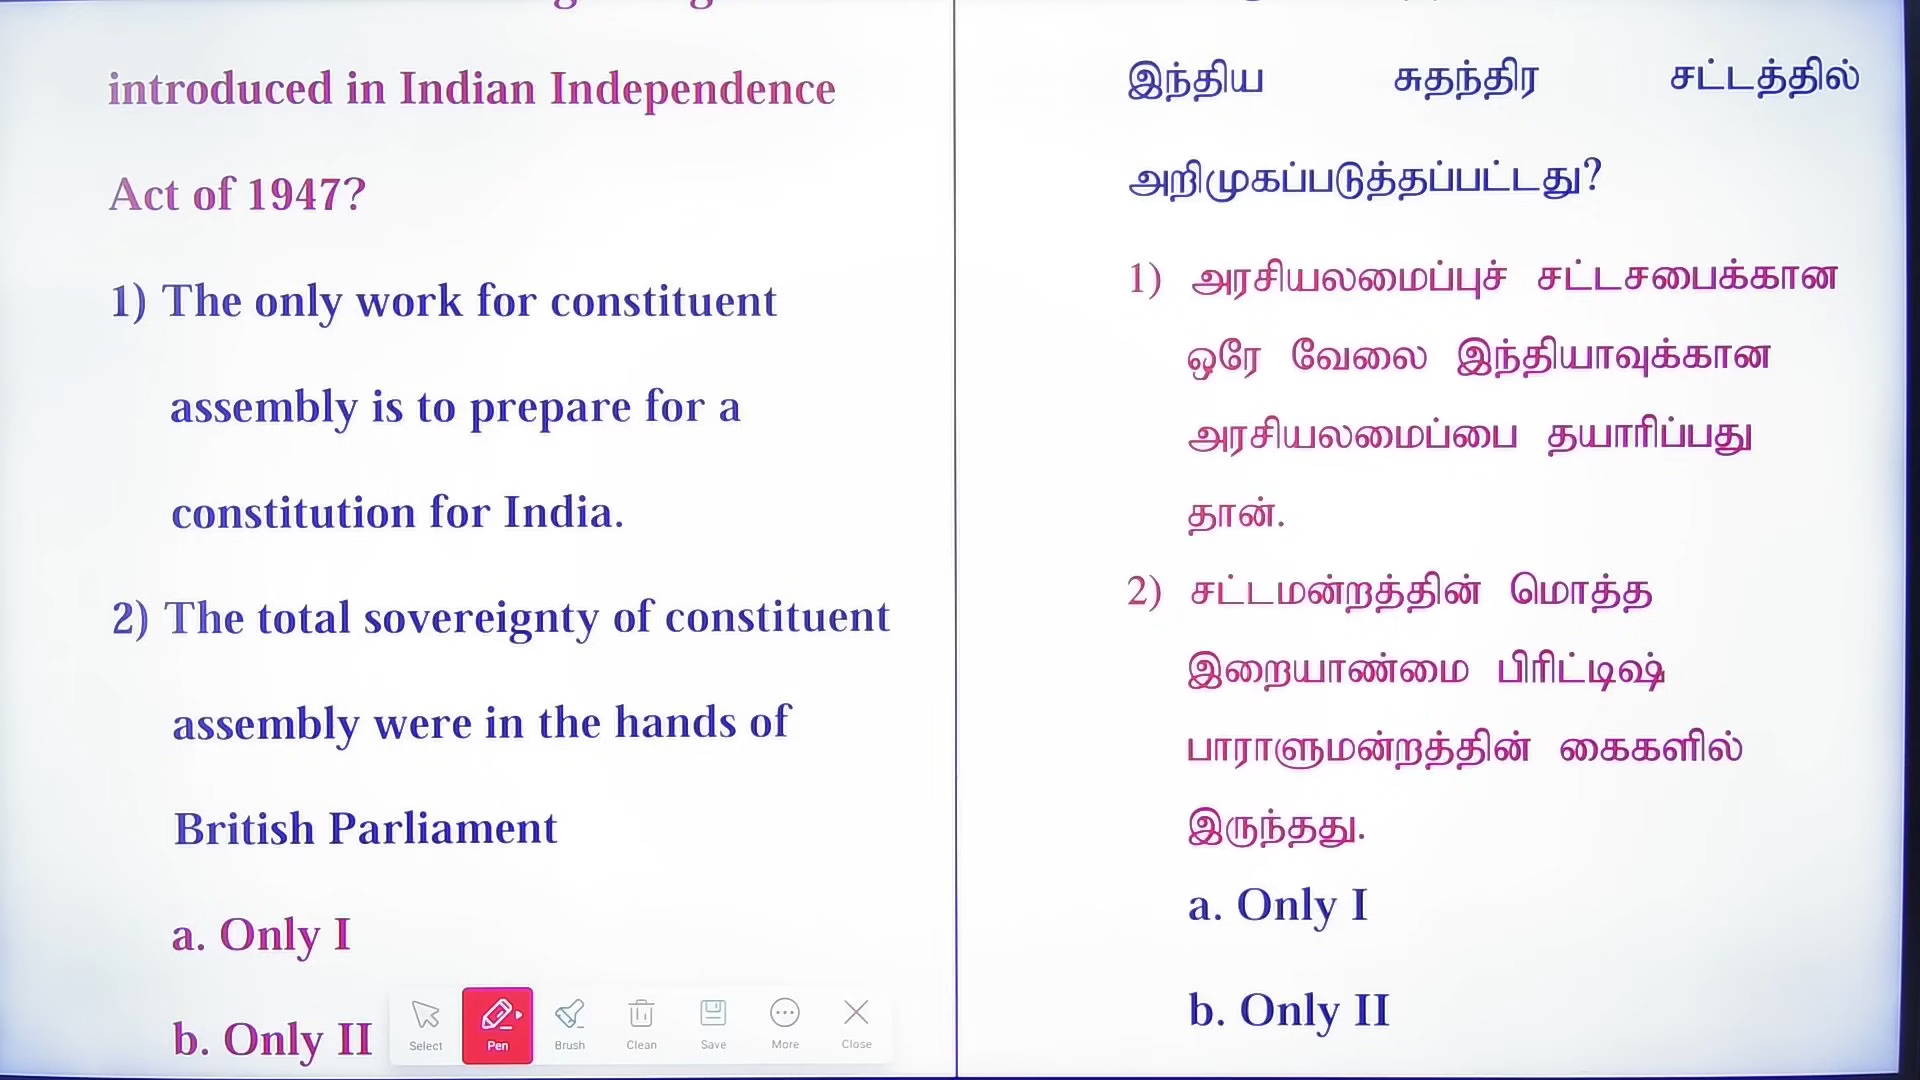 introduced in Indian Independence
Act of 1947?
1) The only work for constituent
assembly is to prepare for a
constitution for India.
2) The total sovereignty of constituent
assembly were in the hands of
British Parliament
a. Only I
b. Only II
இந்திய சுதந்திர சட்டத்தில்
அறிமுகப்படுத்தப்பட்டது?
1) அரசியலமைப்புச் சட்டசபைக்கான
ஒரே வேலை இந்தியாவுக்கான
அரசியலமைப்பை தயாரிப்பது
தான்.
2) சட்டமன்றத்தின் மொத்த
இறையாண்மை பிரிட்டிஷ்
பாராளுமன்றத்தின் கைகளில்
இருந்தது.
a. Only I
b. Only II
Select Pen Brush Clean Save More Close